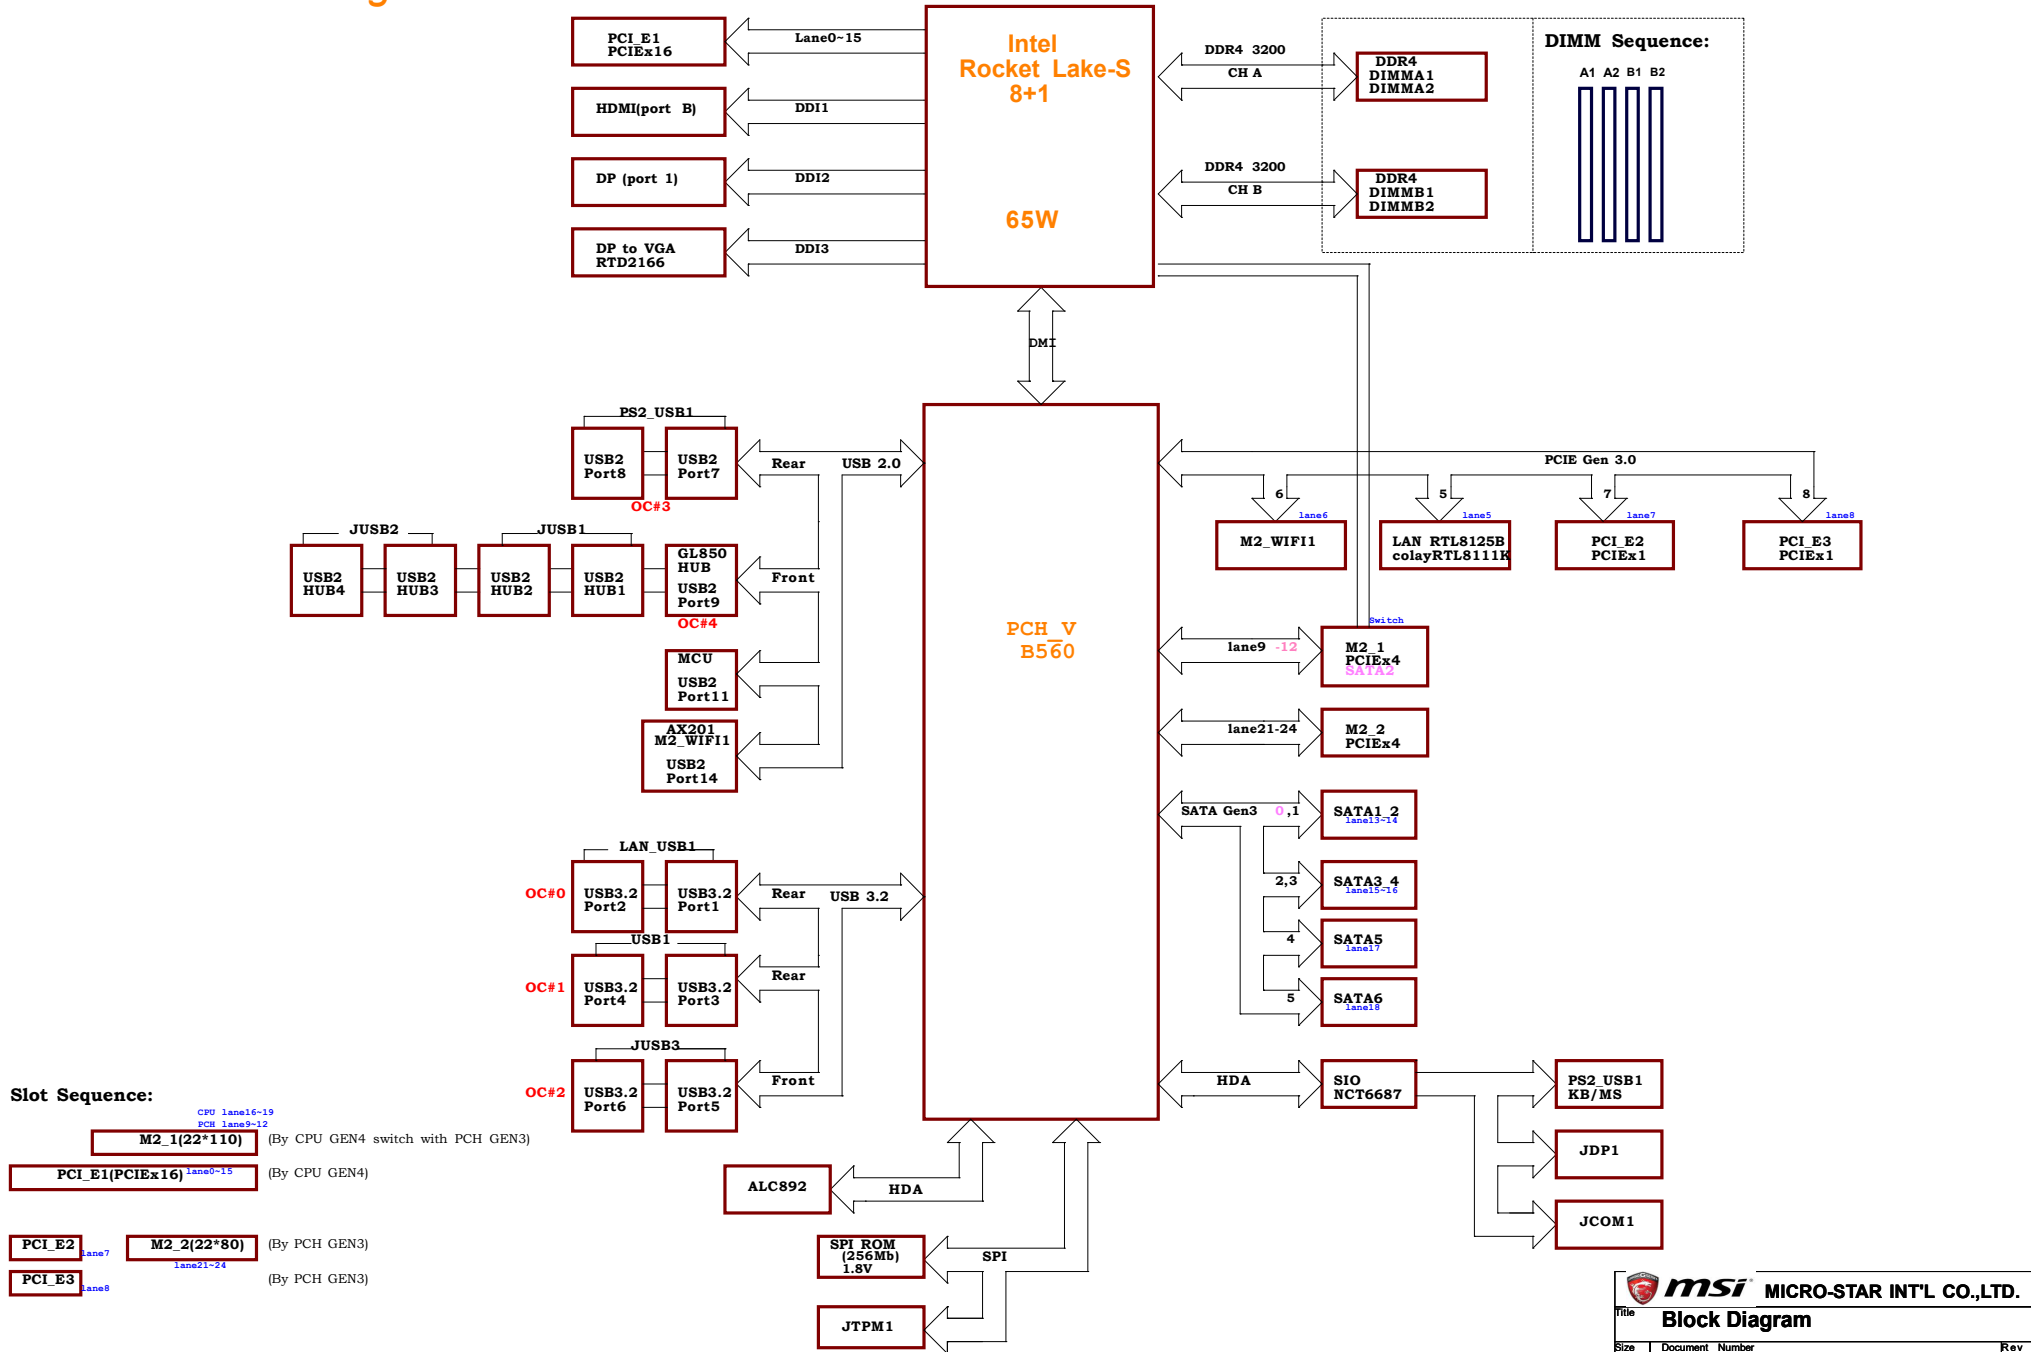 PCI_E1
PCIEx16
Lane0~15
HDMI(port B)
DDI1
DP (port 1)
DDI2
DP to VGA
RTD2166
DDI3
Intel
Rocket Lake-S
8+1
65W
DDR4 3200
CH A
DDR4
DIMMA1
DIMMA2
DDR4 3200
CH B
DDR4
DIMMB1
DIMMB2
DIMM Sequence:
A1 A2 B1 B2
DMI
PS2_USB1
USB2
Port8
USB2
Port7
Rear
USB 2.0
OC#3
JUSB2
JUSB1
USB2
HUB4
USB2
HUB3
USB2
HUB2
USB2
HUB1
GL850
HUB
USB2
Port9
Front
OC#4
MCU
USB2
Port11
AX201
M2_WIFI1
USB2
Port14
PCH_V
B560
PCIE Gen 3.0
6
5
7
8
lane6
lane5
lane7
lane8
M2_WIFI1
LAN RTL8125B
colayRTL8111K
PCI_E2
PCIEx1
PCI_E3
PCIEx1
Switch
lane9 -12
M2_1
PCIEx4
SATA2
lane21-24
M2_2
PCIEx4
SATA Gen3 0,1
SATA1_2
lane13~14
2,3
SATA3_4
lane15~16
4
SATA5
lane17
5
SATA6
lane18
LAN_USB1
OC#0
USB3.2
Port2
USB3.2
Port1
Rear
USB 3.2
USB1
OC#1
USB3.2
Port4
USB3.2
Port3
Rear
JUSB3
OC#2
USB3.2
Port6
USB3.2
Port5
Front
HDA
SIO
NCT6687
PS2_USB1
KB/MS
JDP1
JCOM1
ALC892
HDA
SPI ROM
(256Mb)
1.8V
SPI
JTPM1
Slot Sequence:
CPU lane16~19
PCH lane9~12
M2_1(22*110) (By CPU GEN4 switch with PCH GEN3)
PCI_E1(PCIEx16) lane0~15 (By CPU GEN4)
PCI_E2 lane7 M2_2(22*80) (By PCH GEN3)
lane21~24
PCI_E3 lane8 (By PCH GEN3)
msi MICRO-STAR INT'L CO.,LTD.
Title
Block Diagram
Size Document Number Rev